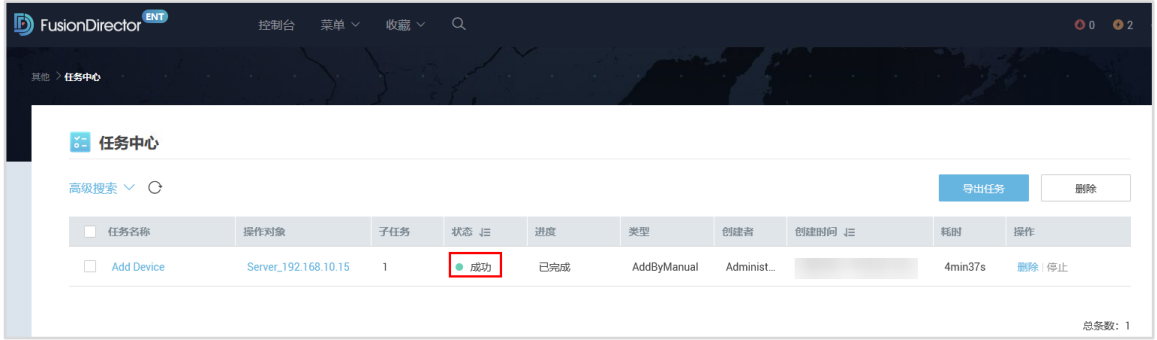 FusionDirector ENT 控制台 菜单 收藏 0 2
其他 > 任务中心
任务中心
高级搜索 导出任务 删除
任务名称 操作对象 子任务 状态 进度 类型 创建者 创建时间 耗时 操作
Add Device Server_192.168.10.15 1 成功 已完成 AddByManual Administ... 4min37s 删除 | 停止
总条数: 1